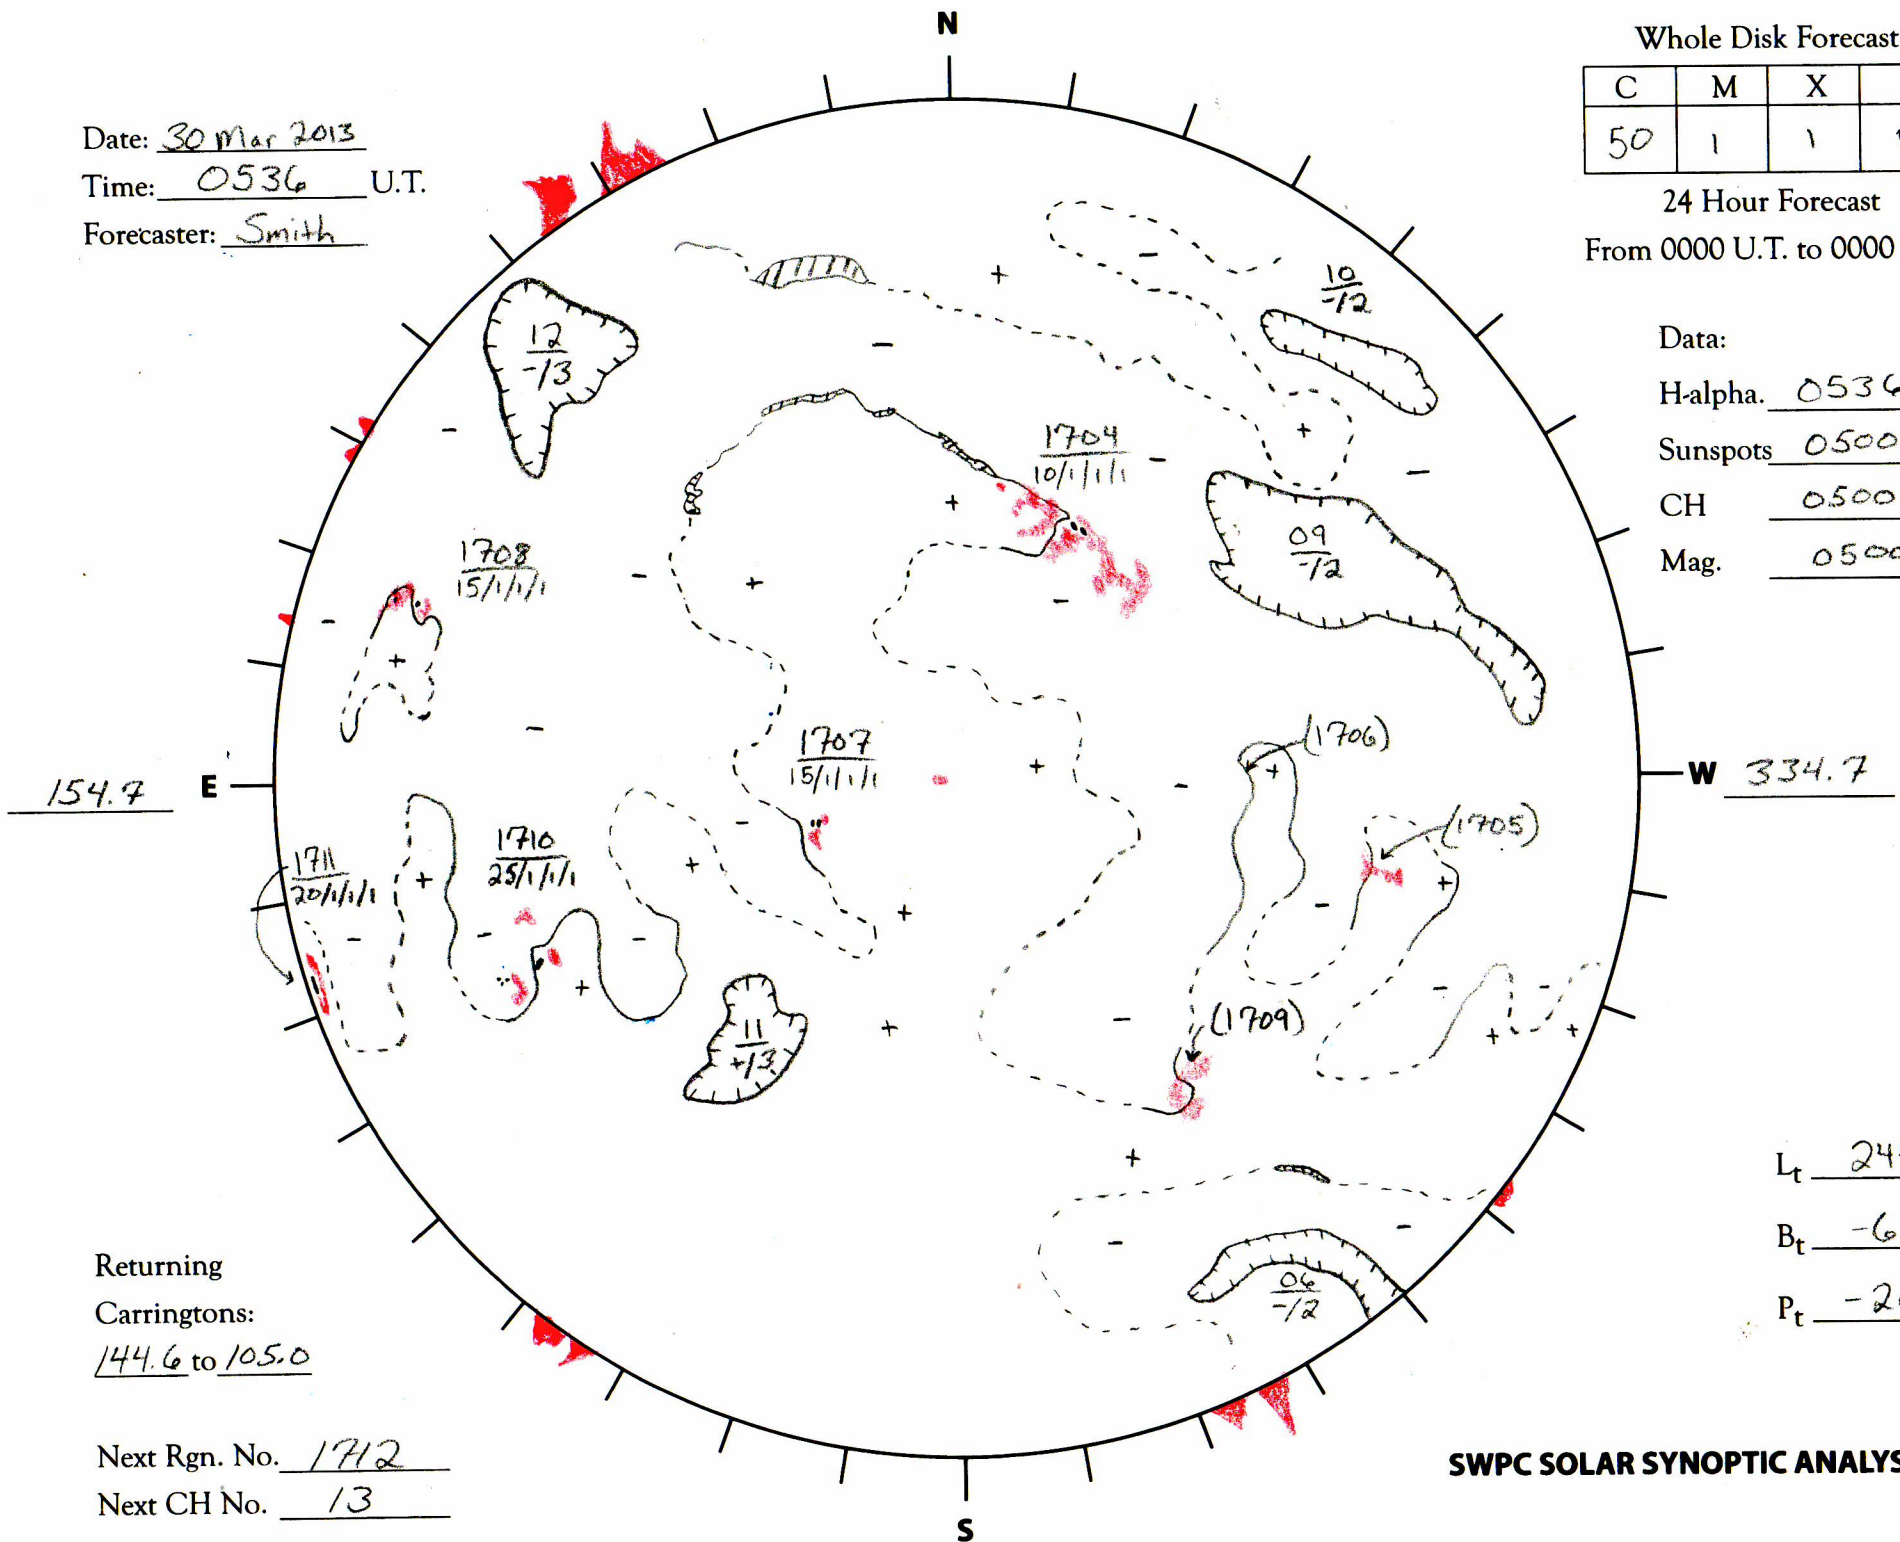 N
Whole Disk Forecast
C M X
50 1 1
24 Hour Forecast
From 0000 U.T. to 0000
Date: 30 Mar 2013
Time: 0536 U.T.
Forecaster: Smith
Data:
H-alpha. 0536
Sunspots 0500
CH 0500
Mag. 0500
10
-/2
12
-/3
1704
10/1/1/1
09
-/2
1708
15/1/1/1
(1706)
1707
15/1/1/1
154.7 E
W 334.7
(1705)
1710
25/1/1/1
1711
20/1/1/1
(1709)
11
+/3
06
-/2
Lt 24
Bt -6
Pt -2
Returning
Carringtons:
144.6 to 105.0
Next Rgn. No. 1712
Next CH No. 13
SWPC SOLAR SYNOPTIC ANALYS
S